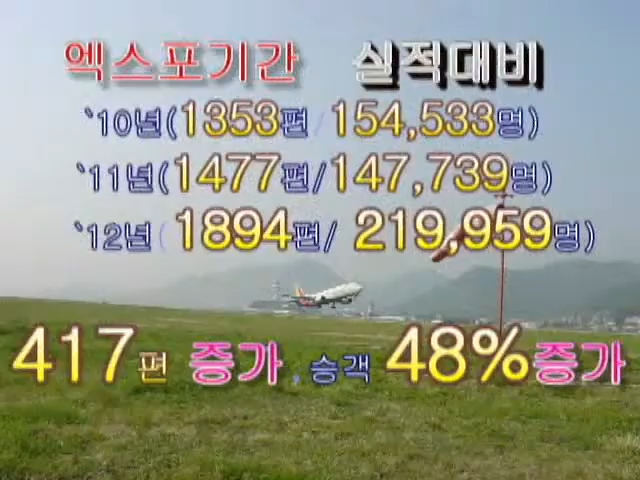 엑스포기간 실적대비
`10년(1353편/154,533명)
`11년(1477편/147,739명)
`12년( 1894편/ 219,959명)
417편 증가, 승객 48%증가